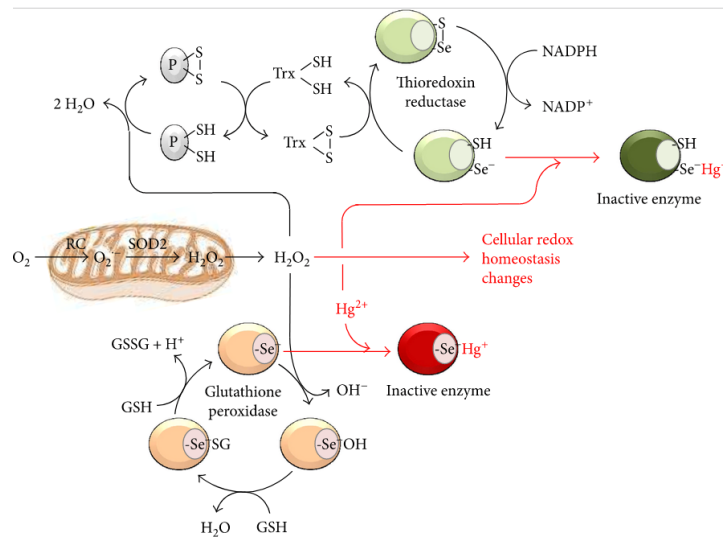 S
P
S
Trx
SH
SH
-S
Se
NADPH
Thioredoxin
reductase
NADP⁺
2 H₂O
P
SH
SH
Trx
S
S
-SH
-Se⁻
-SH
-Se⁻Hg⁺
Inactive enzyme
O₂
RC
O₂·⁻
SOD2
H₂O₂
H₂O₂
Cellular redox
homeostasis
changes
Hg²⁺
GSSG + H⁺
-Se⁻
-Se⁻Hg⁺
Glutathione
peroxidase
OH⁻
Inactive enzyme
GSH
-Se⁻SG
-Se⁻OH
H₂O
GSH